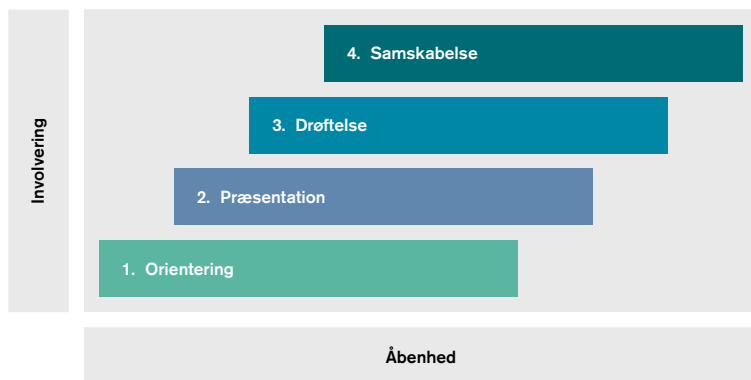 Involvering
4. Samskabelse
3. Drøftelse
2. Præsentation
1. Orientering
Åbenhed